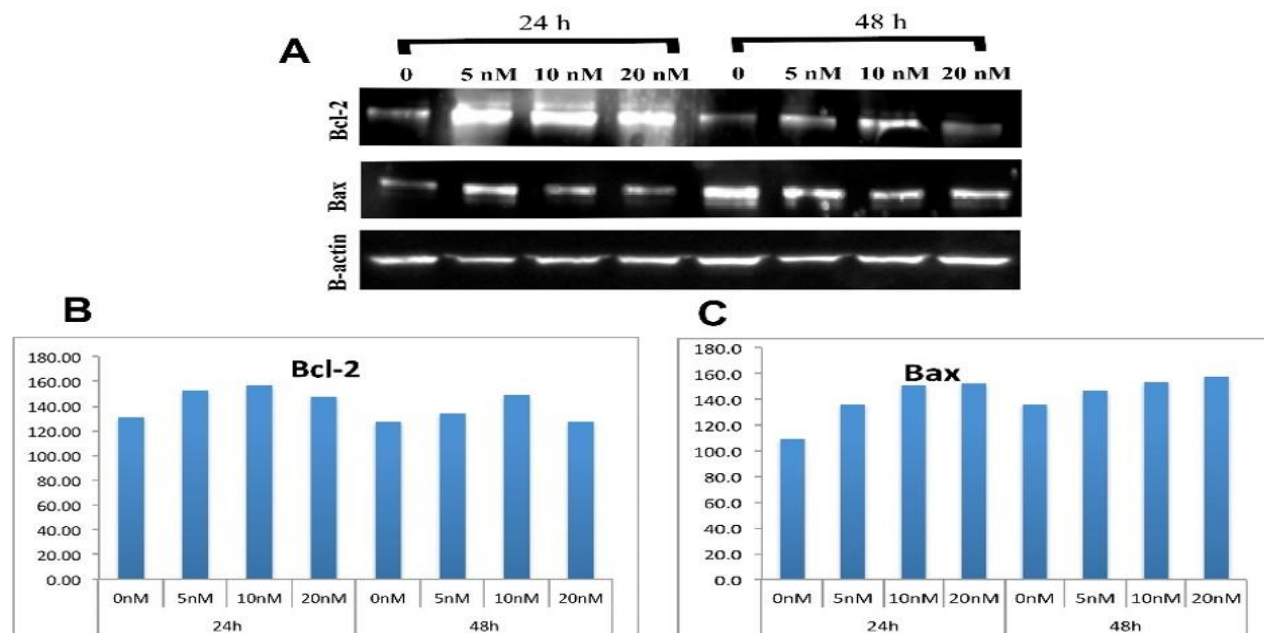 24 h 48 h
A
0 5 nM 10 nM 20 nM 0 5 nM 10 nM 20 nM
Bcl-2
Bax
B-actin
B
Bcl-2
180.00
160.00
140.00
120.00
100.00
80.00
60.00
40.00
20.00
0.00
0nM 5nM 10nM 20nM 0nM 5nM 10nM 20nM
24h 48h
C
Bax
180.0
160.0
140.0
120.0
100.0
80.0
60.0
40.0
20.0
0.0
0nM 5nM 10nM 20nM 0nM 5nM 10nM 20nM
24h 48h